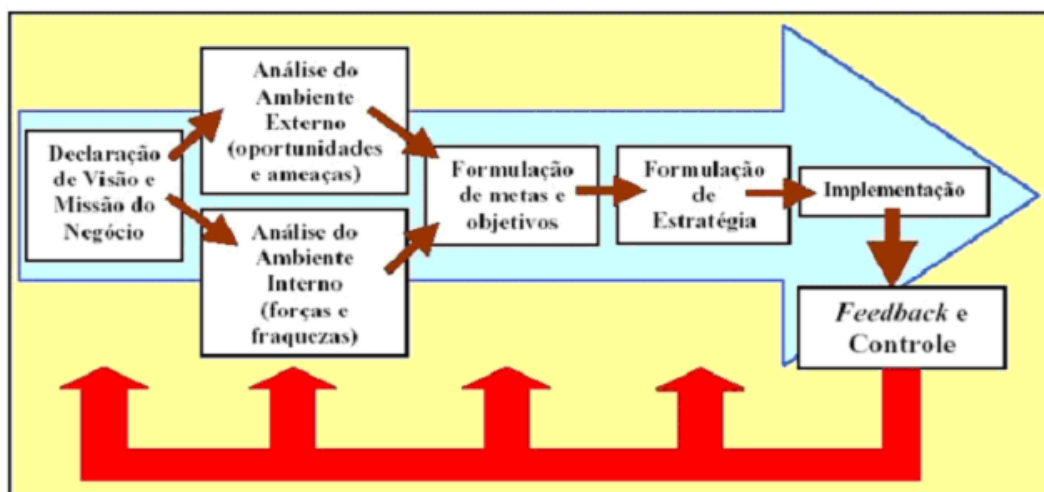 Declaração
de Visão e
Missão do
Negócio
Análise do
Ambiente
Externo
(oportunidades
e ameaças)
Análise do
Ambiente
Interno
(forças e
fraquezas)
Formulação
de metas e
objetivos
Formulação
de
Estratégia
Implementação
Feedback e
Controle